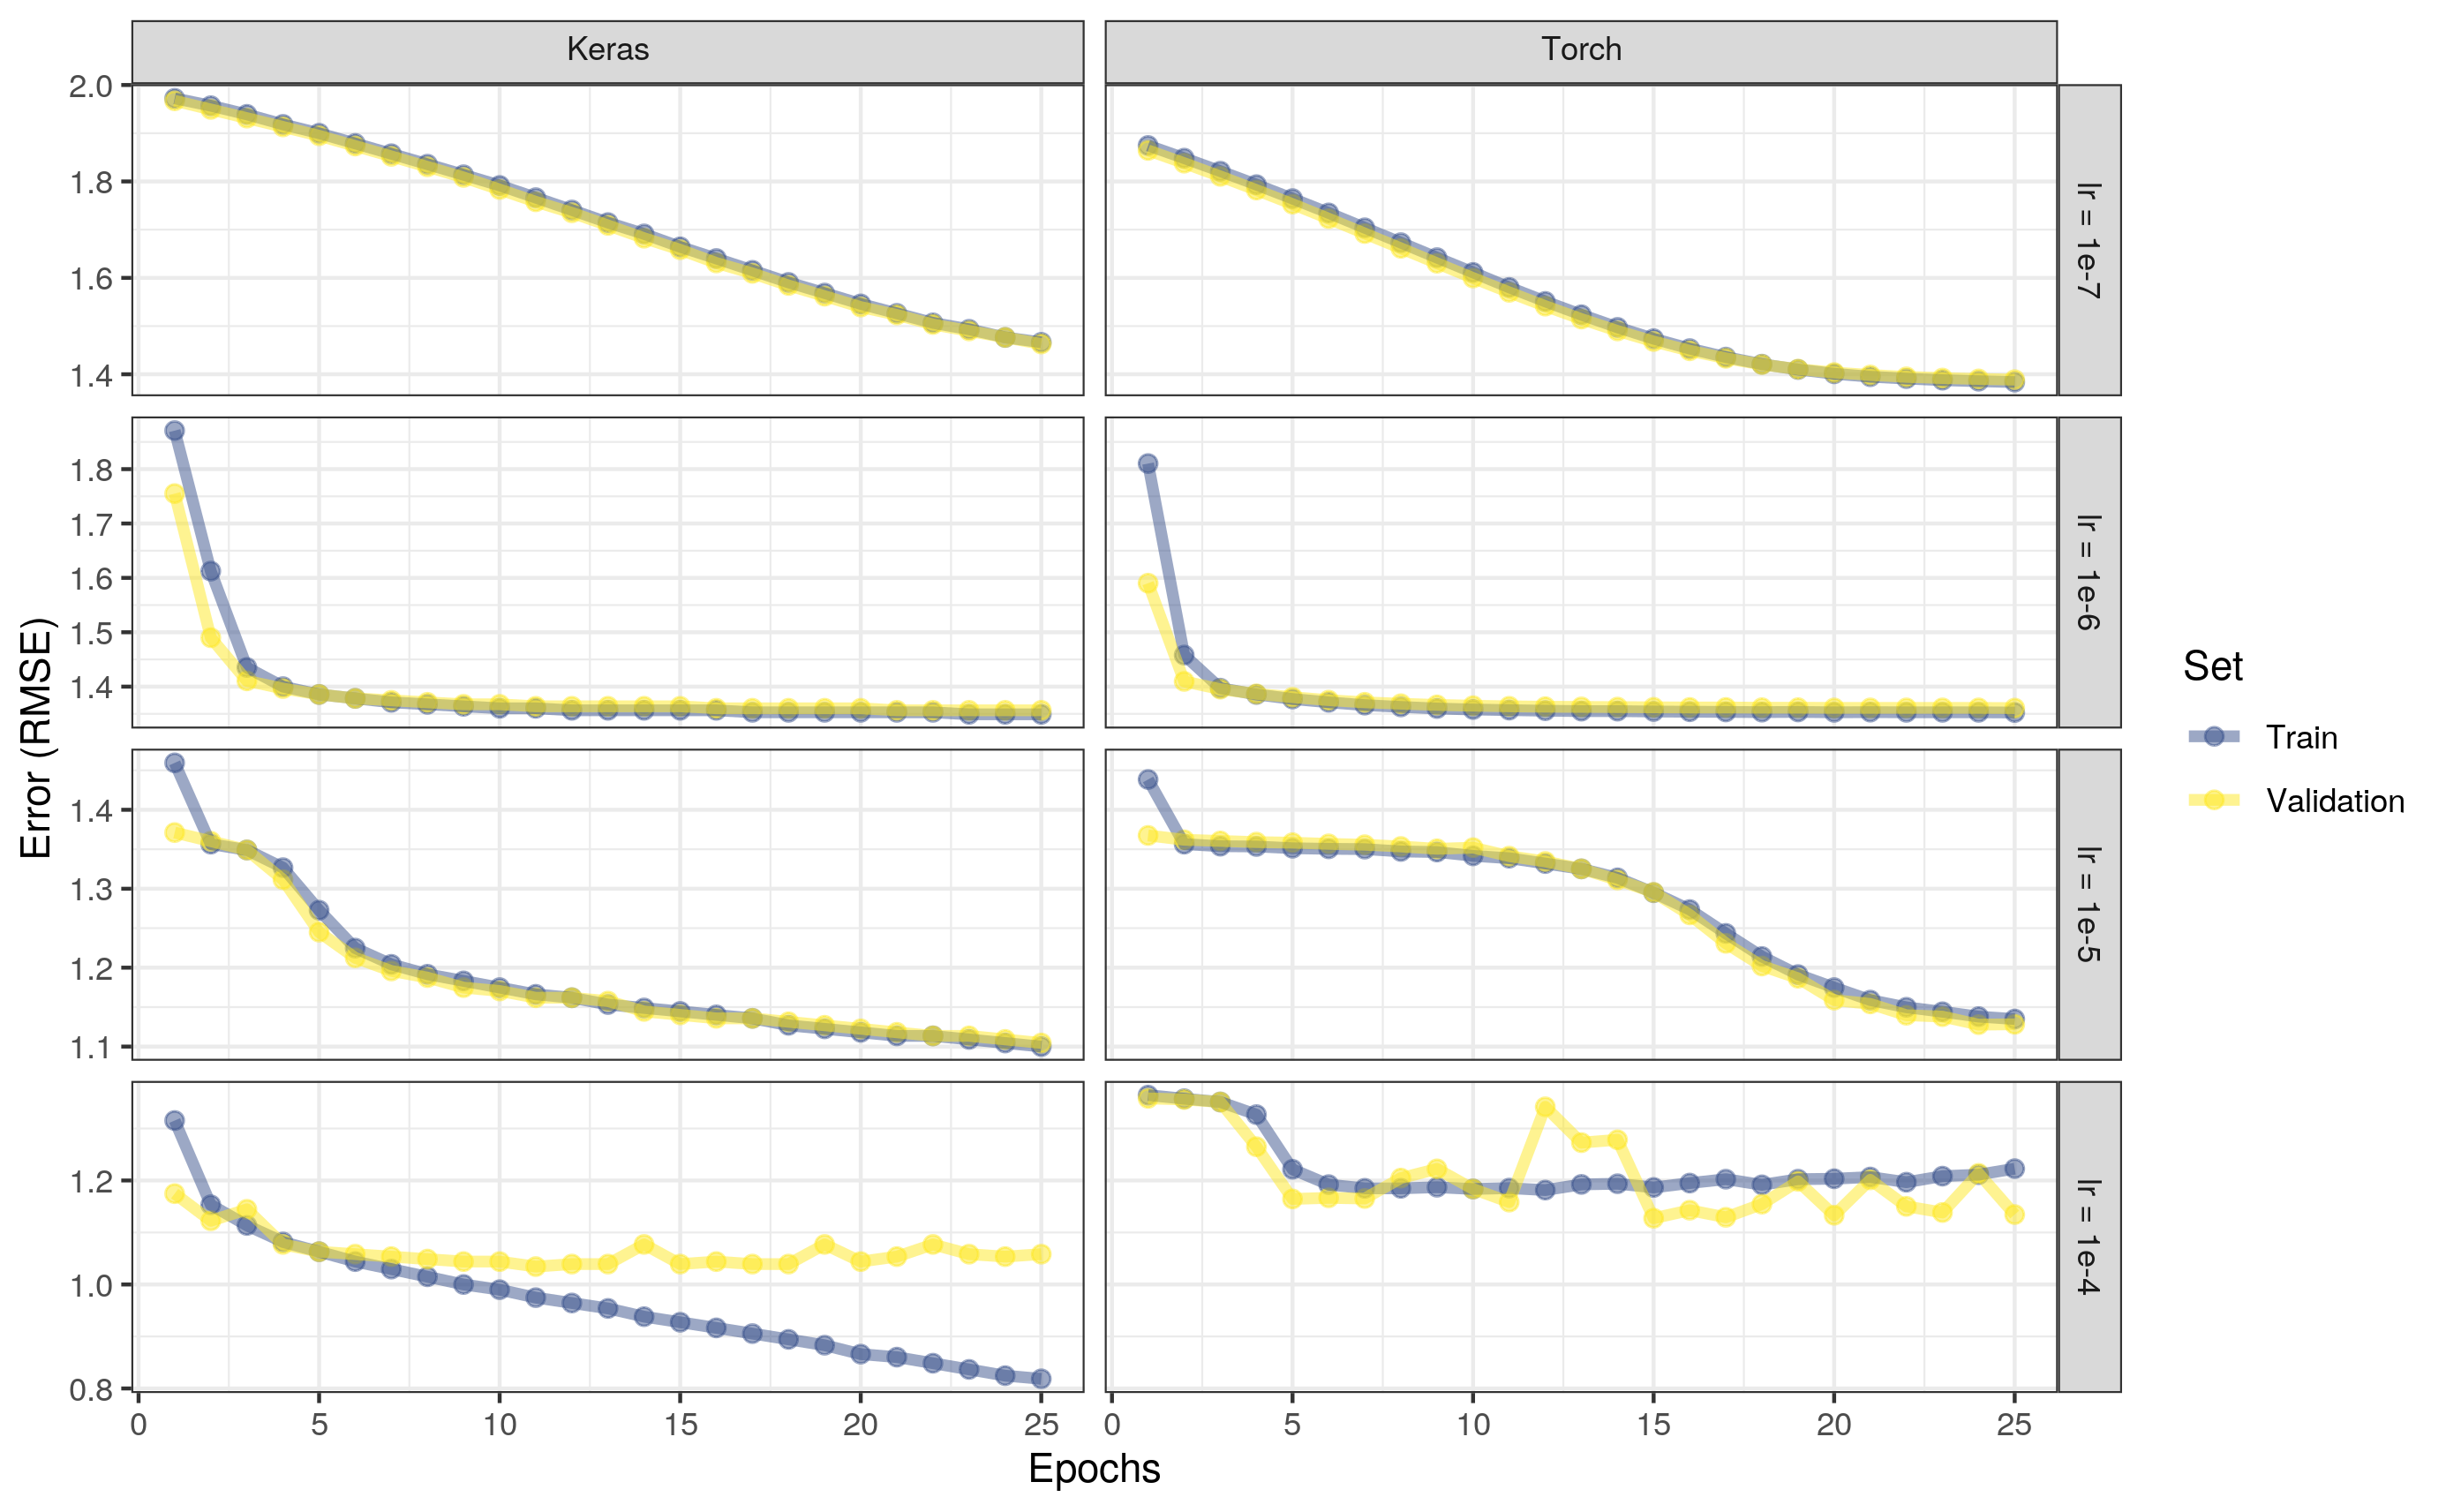 Keras
Torch
2.0
1.8
1.6
1.4
lr = 1e-7
1.8
1.7
1.6
1.5
1.4
lr = 1e-6
1.4
1.3
1.2
1.1
lr = 1e-5
1.2
1.0
0.8
lr = 1e-4
0 5 10 15 20 25
0 5 10 15 20 25
Epochs
Error (RMSE)
Set
Train
Validation